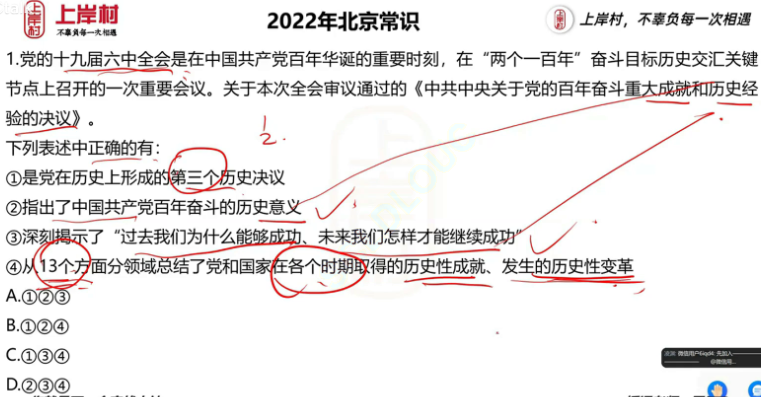 上岸村
不辜负每一次相遇
2022年北京常识
上岸村，不辜负每一次相遇
1.党的十九届六中全会是在中国共产党百年华诞的重要时刻，在“两个一百年”奋斗目标历史交汇关键
节点上召开的一次重要会议。关于本次全会审议通过的《中共中央关于党的百年奋斗重大成就和历史经
验的决议》。
1
2.
下列表述中正确的有：
①是党在历史上形成的第三个历史决议
②指出了中国共产党百年奋斗的历史意义
③深刻揭示了“过去我们为什么能够成功、未来我们怎样才能继续成功”
④从13个方面分领域总结了党和国家在各个时期取得的历史性成就、发生的历史性变革
A.①②③
B.①②④
C.①③④
D.②③④